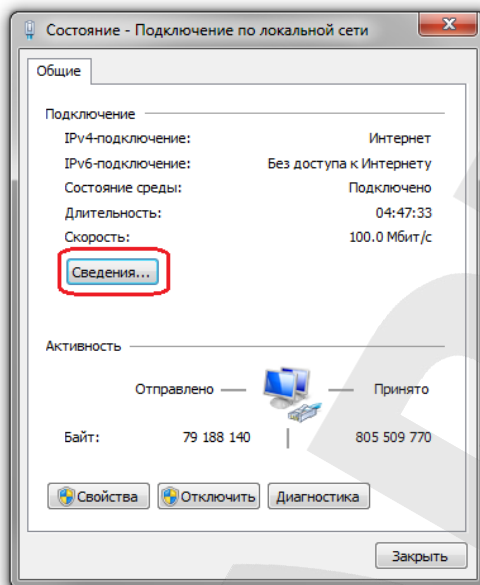 Состояние - Подключение по локальной сети
Общие
Подключение
IPv4-подключение: Интернет
IPv6-подключение: Без доступа к Интернету
Состояние среды: Подключено
Длительность: 04:47:33
Скорость: 100.0 Мбит/с
Сведения...
Активность
Отправлено — Принято
Байт: 79 188 140 805 509 770
Свойства Отключить Диагностика
Закрыть